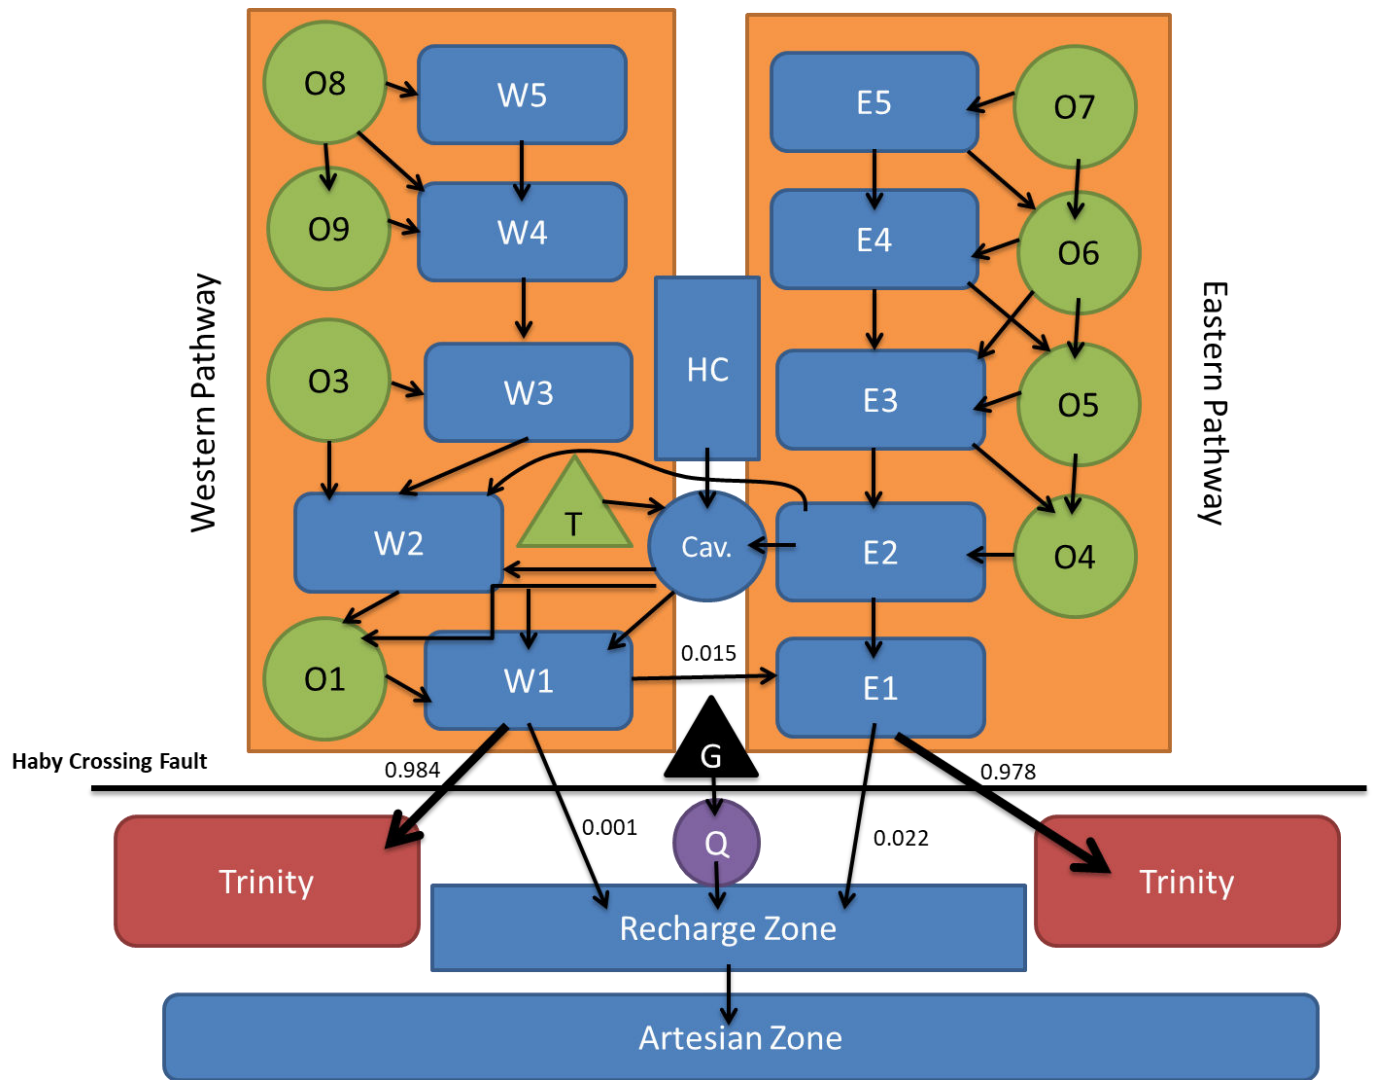 O8
W5
E5
O7
O9
W4
E4
O6
Western Pathway
Eastern Pathway
O3
W3
HC
E3
O5
W2
T
Cav.
E2
O4
O1
W1
0.015
E1
Haby Crossing Fault
0.984
G
0.978
Trinity
0.001
Q
0.022
Trinity
Recharge Zone
Artesian Zone